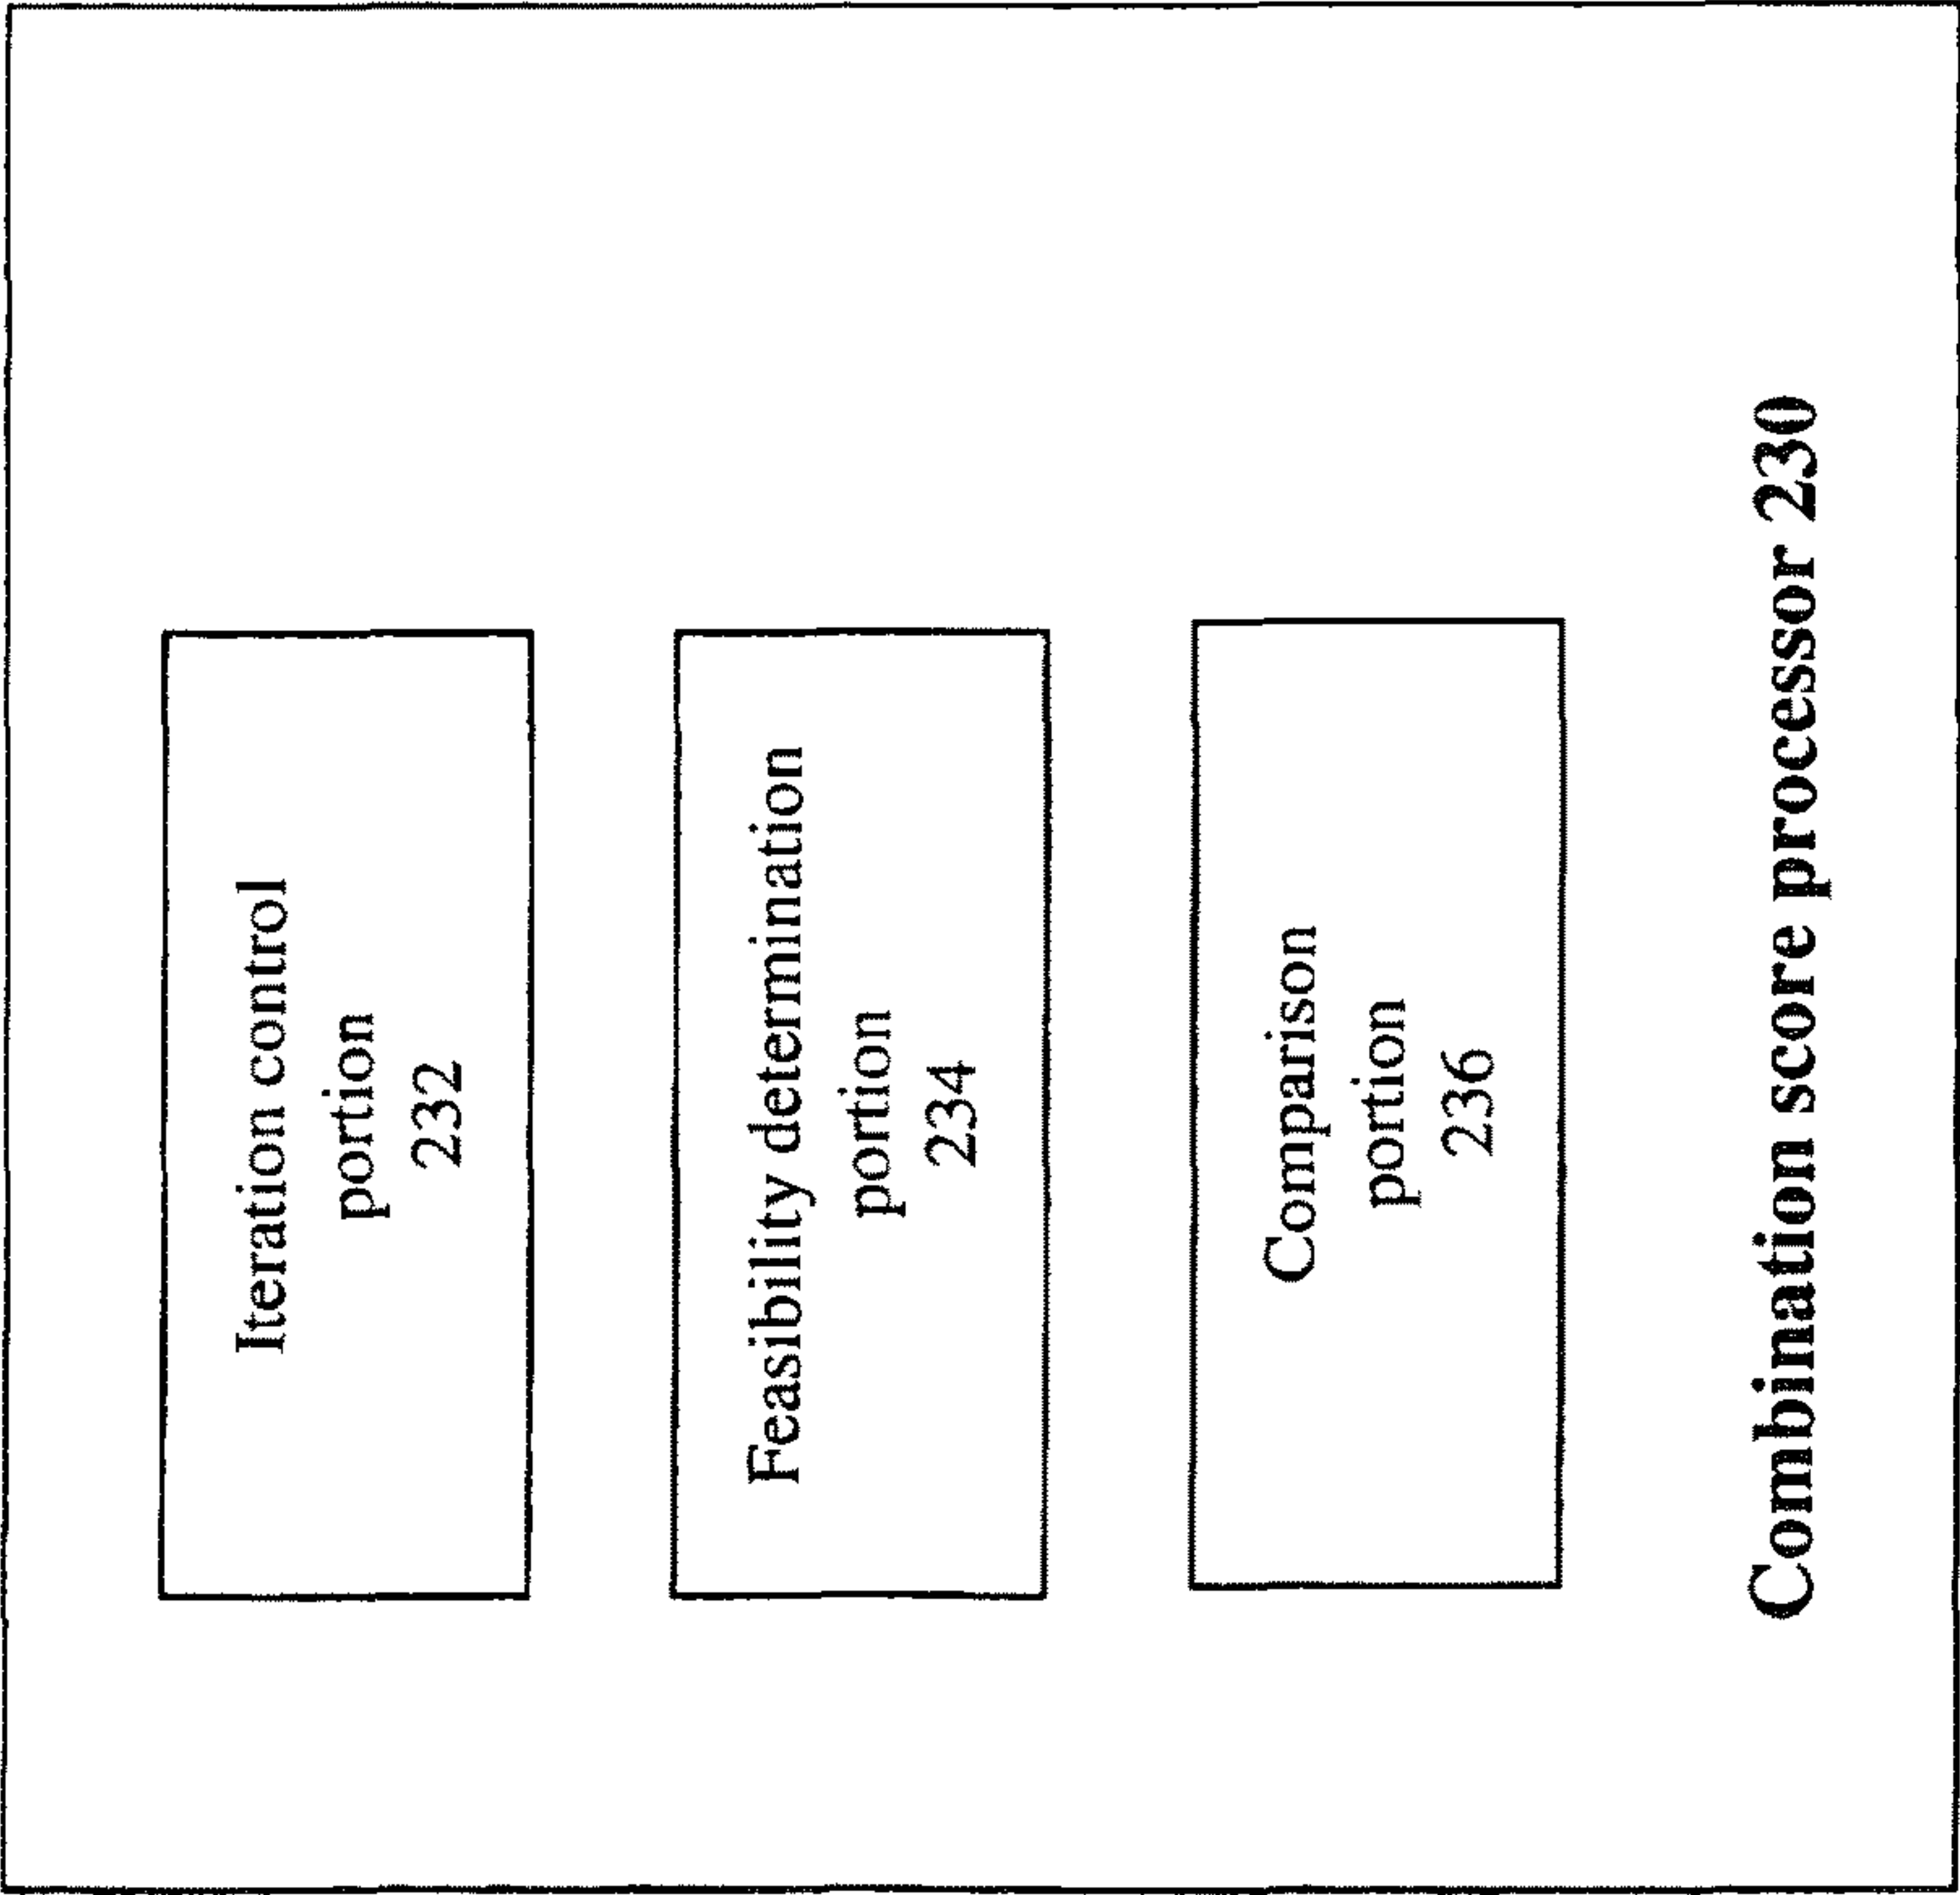 Iteration control
portion
232
Feasibility determination
portion
234
Comparison
portion
236
Combination score processor 230